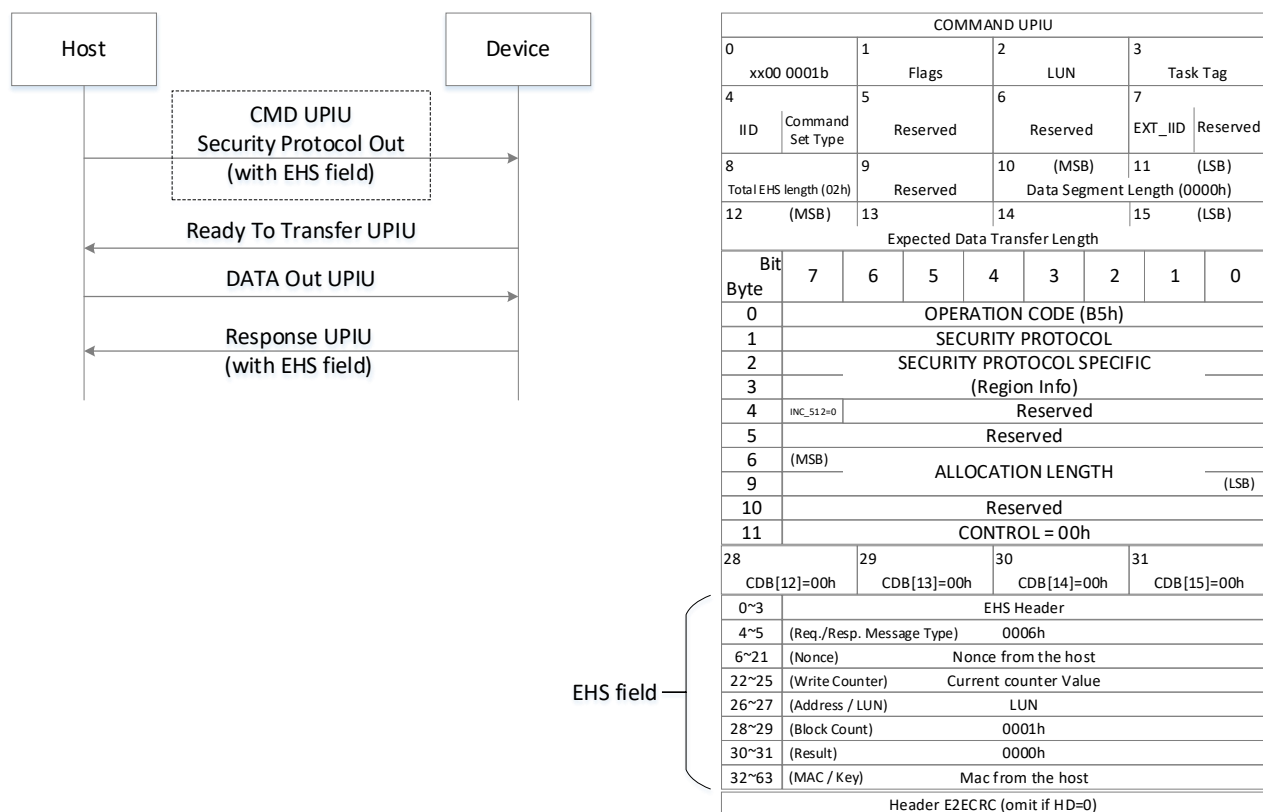 Host
Device
CMD UPIU
Security Protocol Out
(with EHS field)
Ready To Transfer UPIU
DATA Out UPIU
Response UPIU
(with EHS field)
COMMAND UPIU
0 1 2 3
xx00 0001b Flags LUN Task Tag
4 5 6 7
IID Command Set Type Reserved Reserved EXT_IID Reserved
8 9 10 (MSB) 11 (LSB)
Total EHS length (02h) Reserved Data Segment Length (0000h)
12 (MSB) 13 14 15 (LSB)
Expected Data Transfer Length
Bit
Byte 7 6 5 4 3 2 1 0
0 OPERATION CODE (B5h)
1 SECURITY PROTOCOL
2 SECURITY PROTOCOL SPECIFIC
3 (Region Info)
4 INC_512=0 Reserved
5 Reserved
6 (MSB)
ALLOCATION LENGTH
9 (LSB)
10 Reserved
11 CONTROL = 00h
28 29 30 31
CDB[12]=00h CDB[13]=00h CDB[14]=00h CDB[15]=00h
EHS field
0~3 EHS Header
4~5 (Req./Resp. Message Type) 0006h
6~21 (Nonce) Nonce from the host
22~25 (Write Counter) Current counter Value
26~27 (Address / LUN) LUN
28~29 (Block Count) 0001h
30~31 (Result) 0000h
32~63 (MAC / Key) Mac from the host
Header E2ECRC (omit if HD=0)